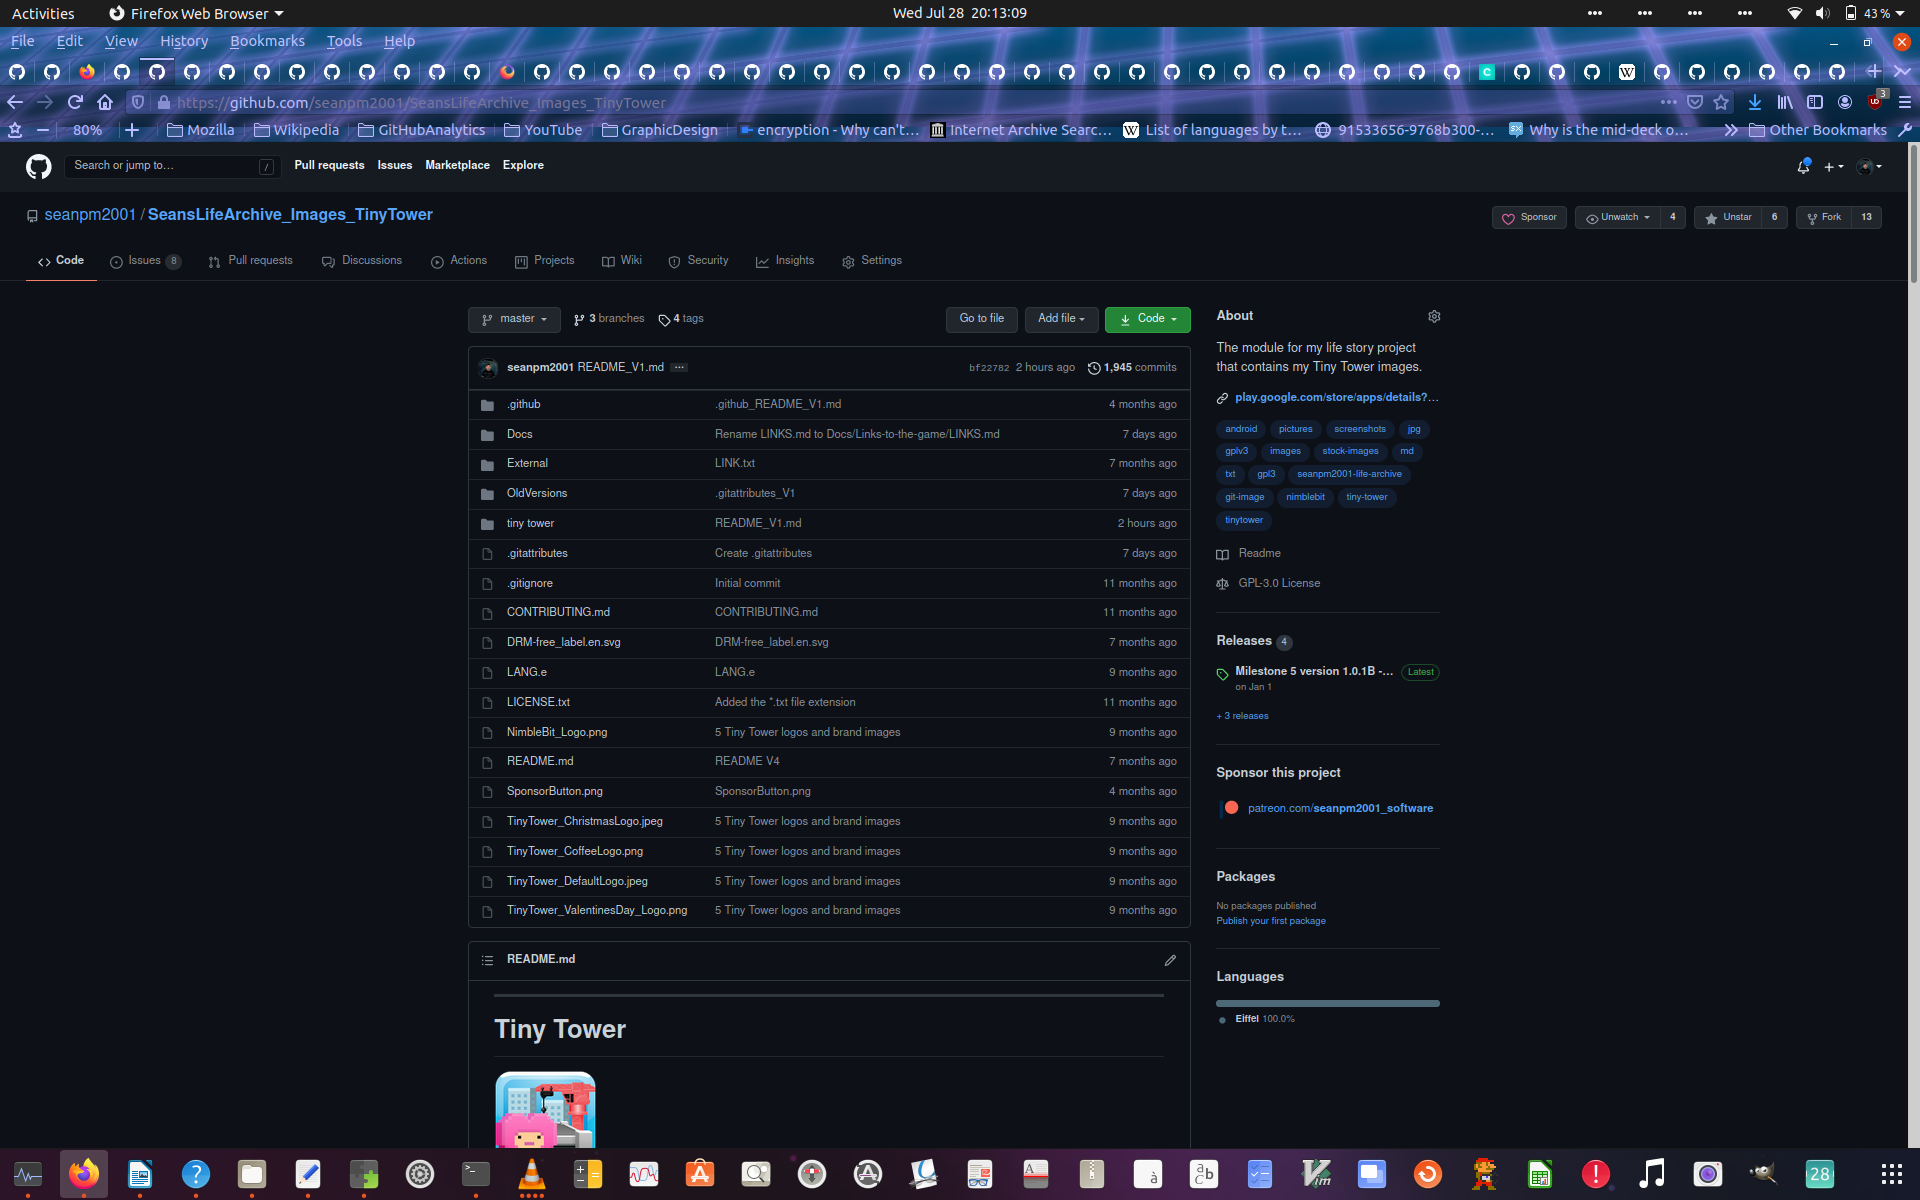 Activities Firefox Web Browser Wed Jul 28 20:13:09 43 %
File Edit View History Bookmarks Tools Help
https://github.com/seanpm2001/SeansLifeArchive_Images_TinyTower 3
80% Mozilla Wikipedia GitHubAnalytics YouTube GraphicDesign encryption - Why can't... Internet Archive Searc... List of languages by t... 91533656-9768b300-... Why is the mid-deck o... Other Bookmarks
Search or jump to... / Pull requests Issues Marketplace Explore
seanpm2001 / SeansLifeArchive_Images_TinyTower Sponsor Unwatch 4 Unstar 6 Fork 13
Code Issues 8 Pull requests Discussions Actions Projects Wiki Security Insights Settings
master 3 branches 4 tags Go to file Add file Code
seanpm2001 README_V1.md ... bf22782 2 hours ago 1,945 commits
.github .github_README_V1.md 4 months ago
Docs Rename LINKS.md to Docs/Links-to-the-game/LINKS.md 7 days ago
External LINK.txt 7 months ago
OldVersions .gitattributes_V1 7 days ago
tiny tower README_V1.md 2 hours ago
.gitattributes Create .gitattributes 7 days ago
.gitignore Initial commit 11 months ago
CONTRIBUTING.md CONTRIBUTING.md 11 months ago
DRM-free_label.en.svg DRM-free_label.en.svg 7 months ago
LANG.e LANG.e 9 months ago
LICENSE.txt Added the *.txt file extension 11 months ago
NimbleBit_Logo.png 5 Tiny Tower logos and brand images 9 months ago
README.md README V4 7 months ago
SponsorButton.png SponsorButton.png 4 months ago
TinyTower_ChristmasLogo.jpeg 5 Tiny Tower logos and brand images 9 months ago
TinyTower_CoffeeLogo.png 5 Tiny Tower logos and brand images 9 months ago
TinyTower_DefaultLogo.jpeg 5 Tiny Tower logos and brand images 9 months ago
TinyTower_ValentinesDay_Logo.png 5 Tiny Tower logos and brand images 9 months ago
README.md
Tiny Tower
About
The module for my life story project
that contains my Tiny Tower images.
play.google.com/store/apps/details?...
android pictures screenshots jpg
gplv3 images stock-images md
txt gpl3 seanpm2001-life-archive
git-image nimblebit tiny-tower
tinytower
Readme
GPL-3.0 License
Releases 4
Milestone 5 version 1.0.1B -... Latest
on Jan 1
+ 3 releases
Sponsor this project
patreon.com/seanpm2001_software
Packages
No packages published
Publish your first package
Languages
Eiffel 100.0%
28